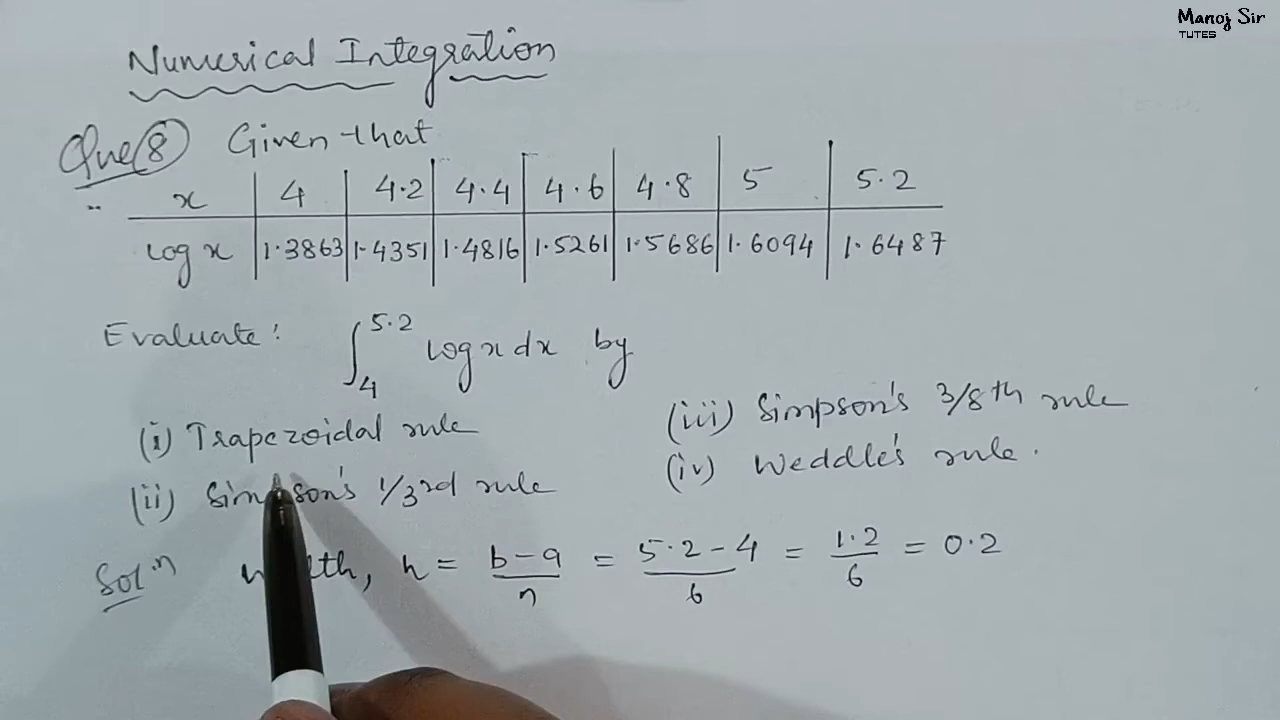 Manoj Sir
TUTES
Numerical Integration
Que 8 Given that
x | 4 | 4.2 | 4.4 | 4.6 | 4.8 | 5 | 5.2
log x | 1.3863 | 1.4351 | 1.4816 | 1.5261 | 1.5686 | 1.6094 | 1.6487
Evaluate: ∫₄^5.2 log x dx by
(i) Trapezoidal rule
(ii) Simpson's 1/3rd rule
(iii) Simpson's 3/8th rule
(iv) Weddle's rule.
Solⁿ h = (b-a)/n = (5.2-4)/6 = 1.2/6 = 0.2